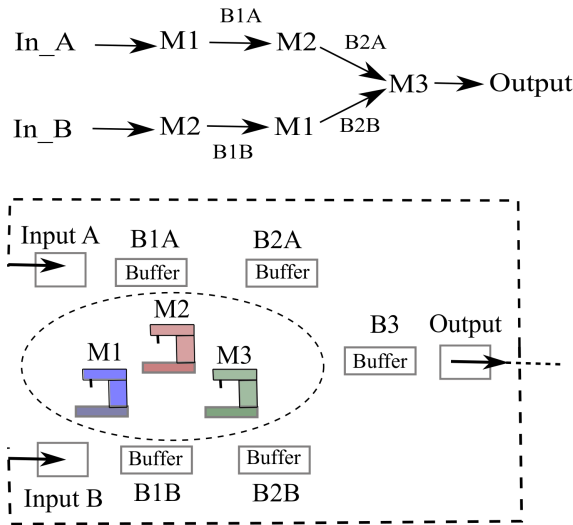 B1A
In_A M1 M2 B2A
M3 Output
In_B M2 M1 B2B
B1B
Input A B1A B2A
Buffer Buffer
M2
B3 Output
M1 M3
Buffer
Buffer Buffer
Input B B1B B2B